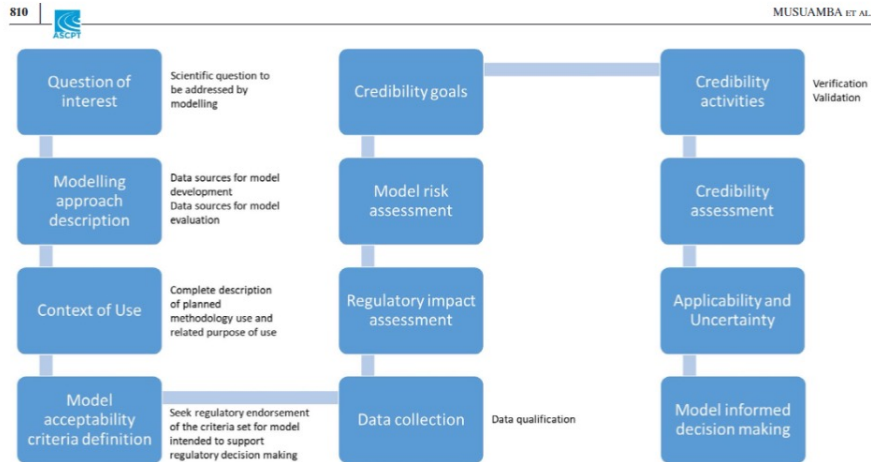 810
ASCPT
MUSUAMBA ET AL.
Question of
interest
Scientific question to
be addressed by
modelling
Modelling
approach
description
Data sources for model
development
Data sources for model
evaluation
Context of Use
Complete description
of planned
methodology use and
related purpose of use
Model
acceptability
criteria definition
Seek regulatory endorsement
of the criteria set for model
intended to support
regulatory decision making
Data collection
Data qualification
Regulatory impact
assessment
Model risk
assessment
Credibility goals
Credibility
activities
Verification
Validation
Credibility
assessment
Applicability and
Uncertainty
Model informed
decision making